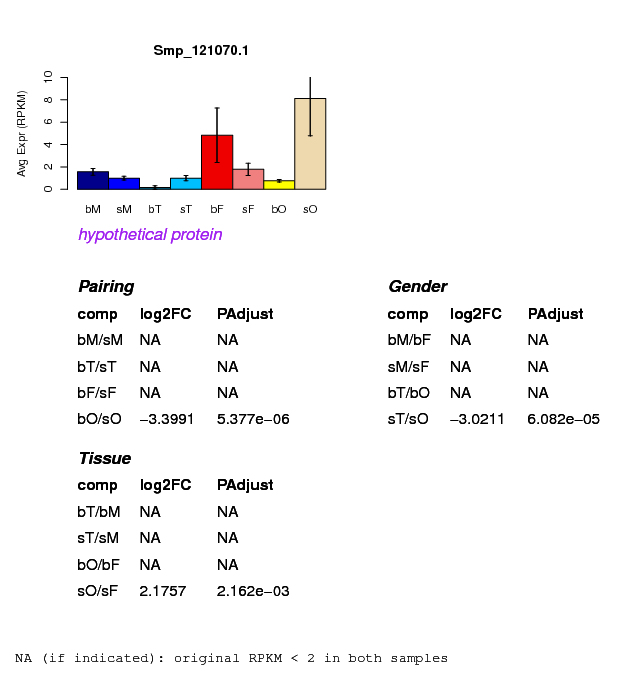 Smp_121070.1
Avg Expr (RPKM)
0 2 4 6 8 10
bM sM bT sT bF sF bO sO
hypothetical protein
Pairing
comp log2FC PAdjust
bM/sM NA NA
bT/sT NA NA
bF/sF NA NA
bO/sO −3.3991 5.377e−06
Gender
comp log2FC PAdjust
bM/bF NA NA
sM/sF NA NA
bT/bO NA NA
sT/sO −3.0211 6.082e−05
Tissue
comp log2FC PAdjust
bT/bM NA NA
sT/sM NA NA
bO/bF NA NA
sO/sF 2.1757 2.162e−03
NA (if indicated): original RPKM < 2 in both samples